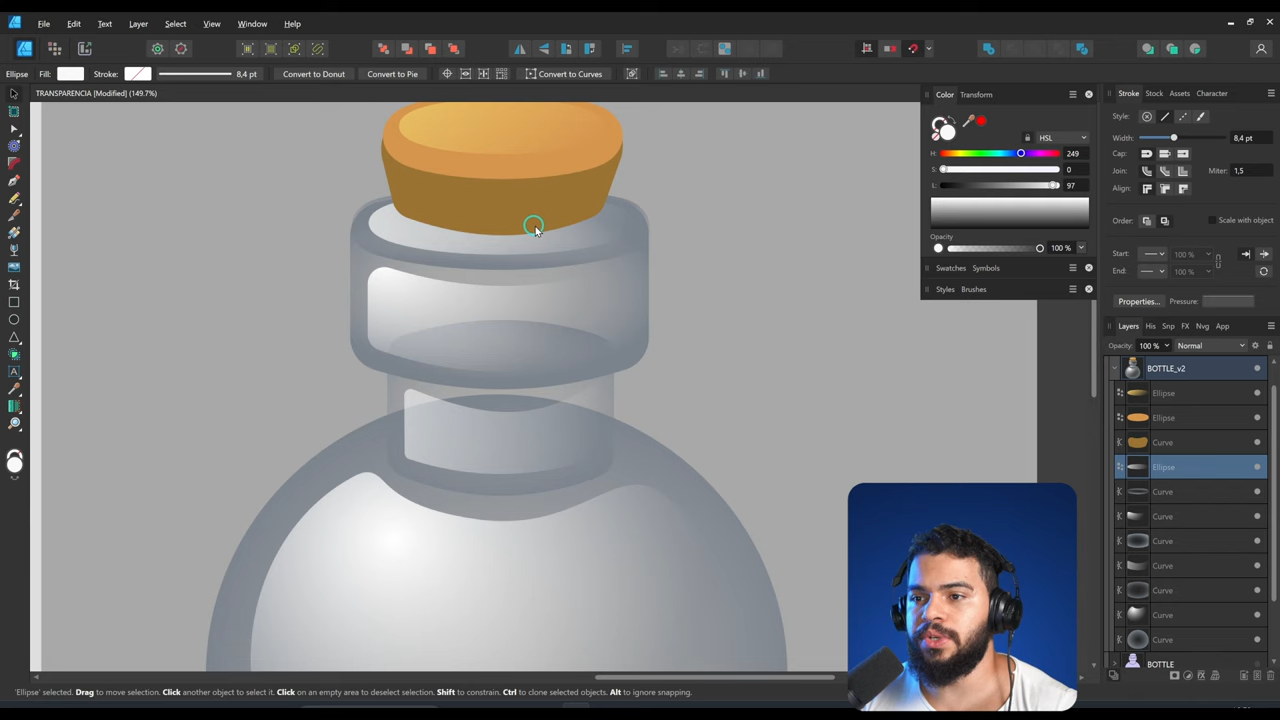 File Edit Text Layer Select View Window Help
Ellipse Fill: Stroke: 8,4 pt Convert to Donut Convert to Pie Convert to Curves
TRANSPARENCIA [Modified] (149.7%)
Color Transform
HSL
H: 249
S: 0
L: 97
Opacity
100 %
Swatches Symbols
Styles Brushes
Stroke Stock Assets Character
Style:
Width: 8,4 pt
Cap:
Join: Miter: 1,5
Align:
Order: Scale with object
Start: 100 %
End: 100 %
Properties... Pressure:
Layers His Snp FX Nvg App
Opacity: 100 % Normal
BOTTLE_v2
Ellipse
Ellipse
Curve
Ellipse
Curve
Curve
Curve
Curve
Curve
Curve
Curve
BOTTLE
'Ellipse' selected. Drag to move selection. Click another object to select it. Click on an empty area to deselect selection. Shift to constrain. Ctrl to clone selected objects. Alt to ignore snapping.